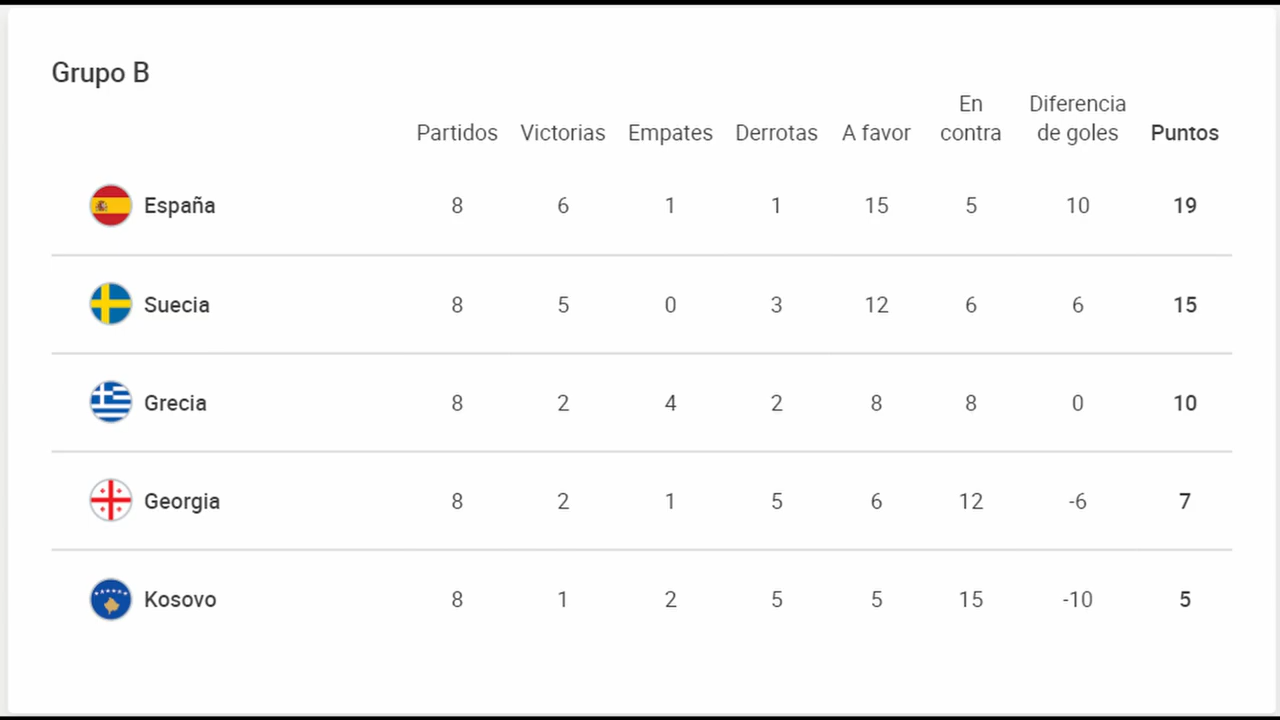 Grupo B
Partidos Victorias Empates Derrotas A favor En contra Diferencia de goles Puntos
España 8 6 1 1 15 5 10 19
Suecia 8 5 0 3 12 6 6 15
Grecia 8 2 4 2 8 8 0 10
Georgia 8 2 1 5 6 12 -6 7
Kosovo 8 1 2 5 5 15 -10 5